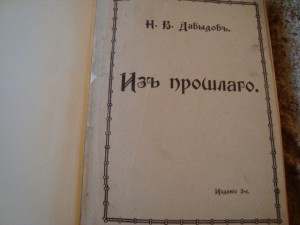 Н. В. Давыдовъ.
Изъ прошлаго.
Изданіе 2-е.